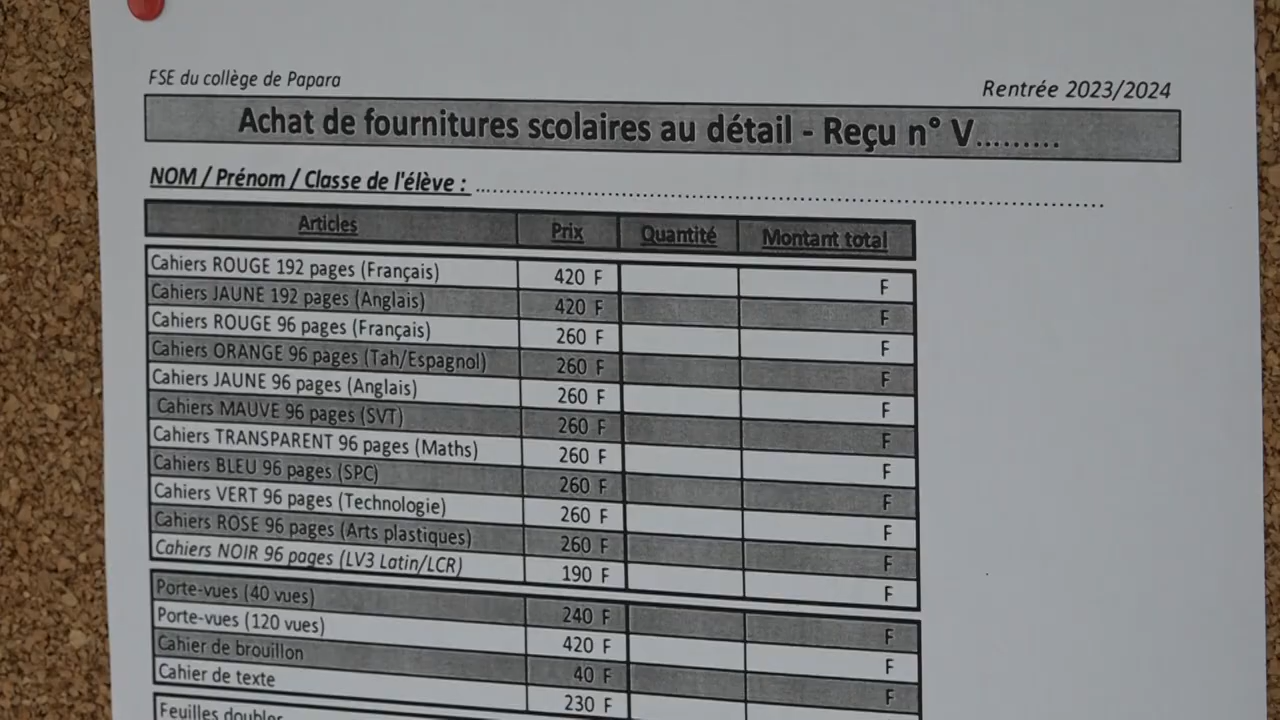 FSE du collège de Papara
Rentrée 2023/2024
Achat de fournitures scolaires au détail - Reçu n° V.........
NOM / Prénom / Classe de l'élève : ....................................................................................
Articles Prix Quantité Montant total
Cahiers ROUGE 192 pages (Français) 420 F F
Cahiers JAUNE 192 pages (Anglais) 420 F F
Cahiers ROUGE 96 pages (Français) 260 F F
Cahiers ORANGE 96 pages (Tah/Espagnol) 260 F F
Cahiers JAUNE 96 pages (Anglais) 260 F F
Cahiers MAUVE 96 pages (SVT) 260 F F
Cahiers TRANSPARENT 96 pages (Maths) 260 F F
Cahiers BLEU 96 pages (SPC) 260 F F
Cahiers VERT 96 pages (Technologie) 260 F F
Cahiers ROSE 96 pages (Arts plastiques) 260 F F
Cahiers NOIR 96 pages (LV3 Latin/LCR) 190 F F
Porte-vues (40 vues) 240 F F
Porte-vues (120 vues) 420 F F
Cahier de brouillon 40 F F
Cahier de texte 230 F
Feuilles doubles